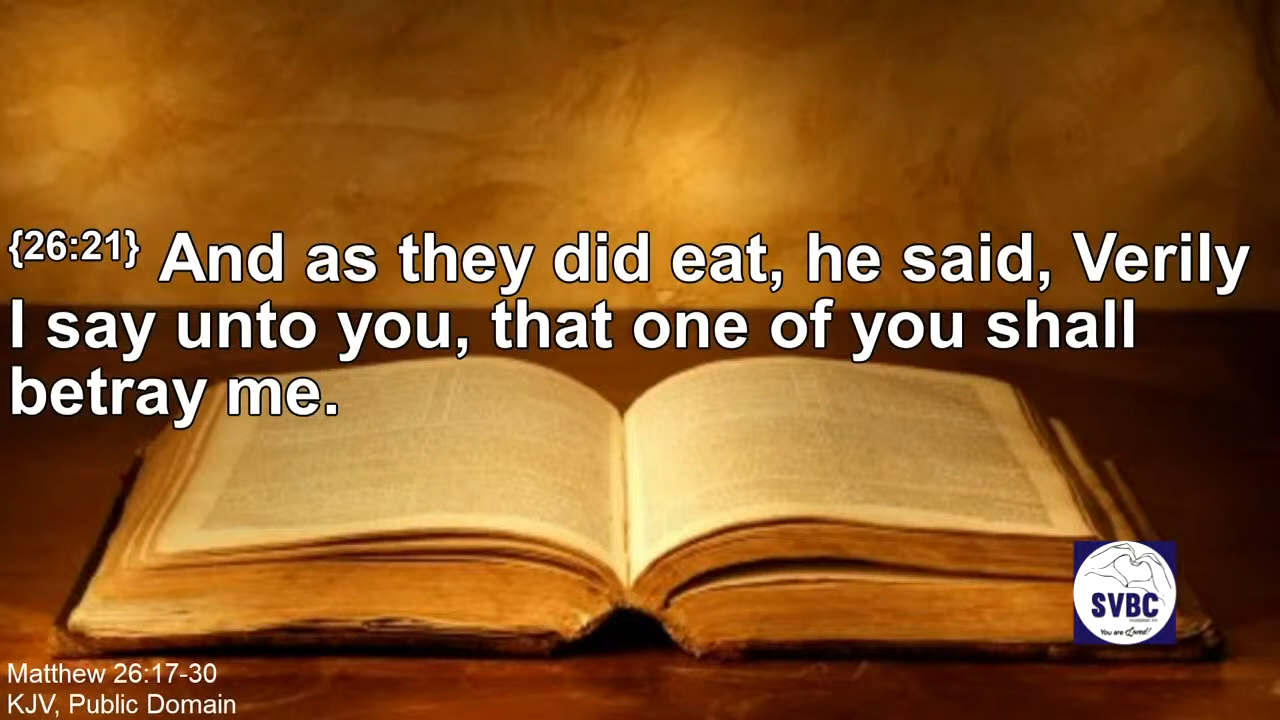 {26:21} And as they did eat, he said, Verily
I say unto you, that one of you shall
betray me.
SVBC
You are Loved!
Matthew 26:17-30
KJV, Public Domain